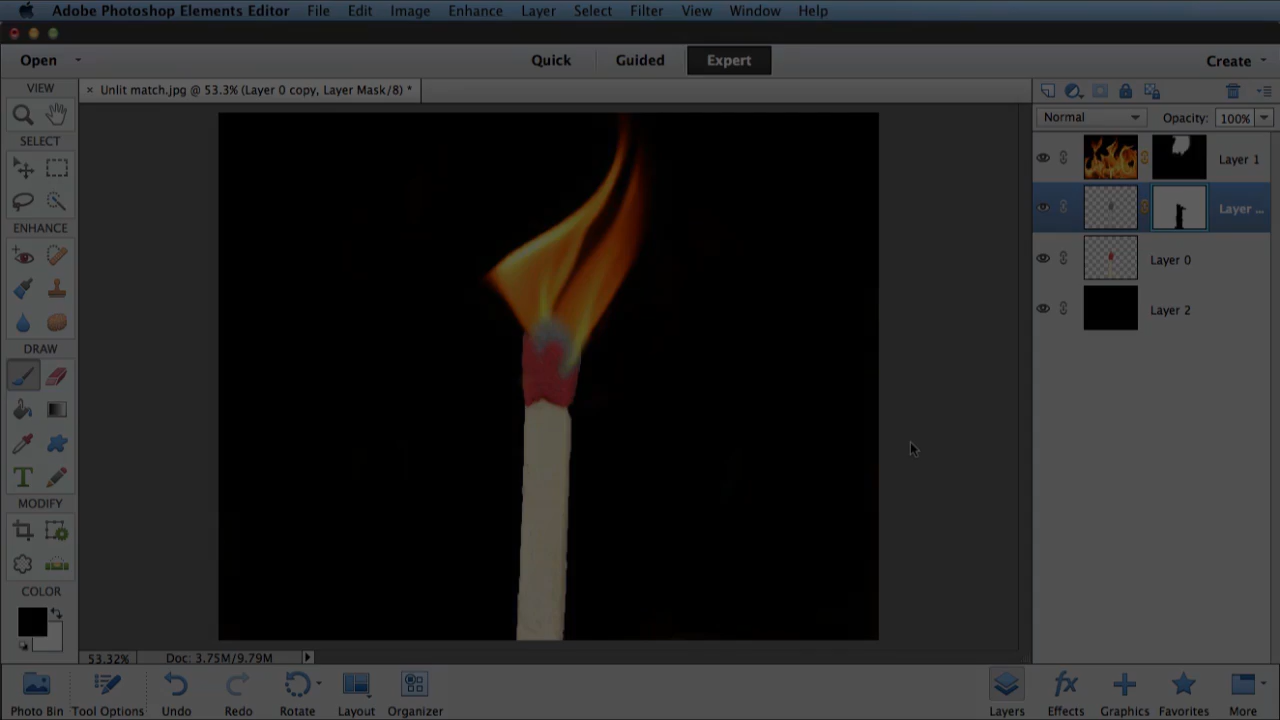 Adobe Photoshop Elements Editor File Edit Image Enhance Layer Select Filter View Window Help
Open Quick Guided Expert Create
VIEW
× Unlit match.jpg @ 53.3% (Layer 0 copy, Layer Mask/8) *
Normal Opacity: 100%
SELECT
Layer 1
Layer ...
ENHANCE
Layer 0
Layer 2
DRAW
T
MODIFY
COLOR
53.32% Doc: 3.75M/9.79M
Photo Bin Tool Options Undo Redo Rotate Layout Organizer Layers fx Effects Graphics Favorites More